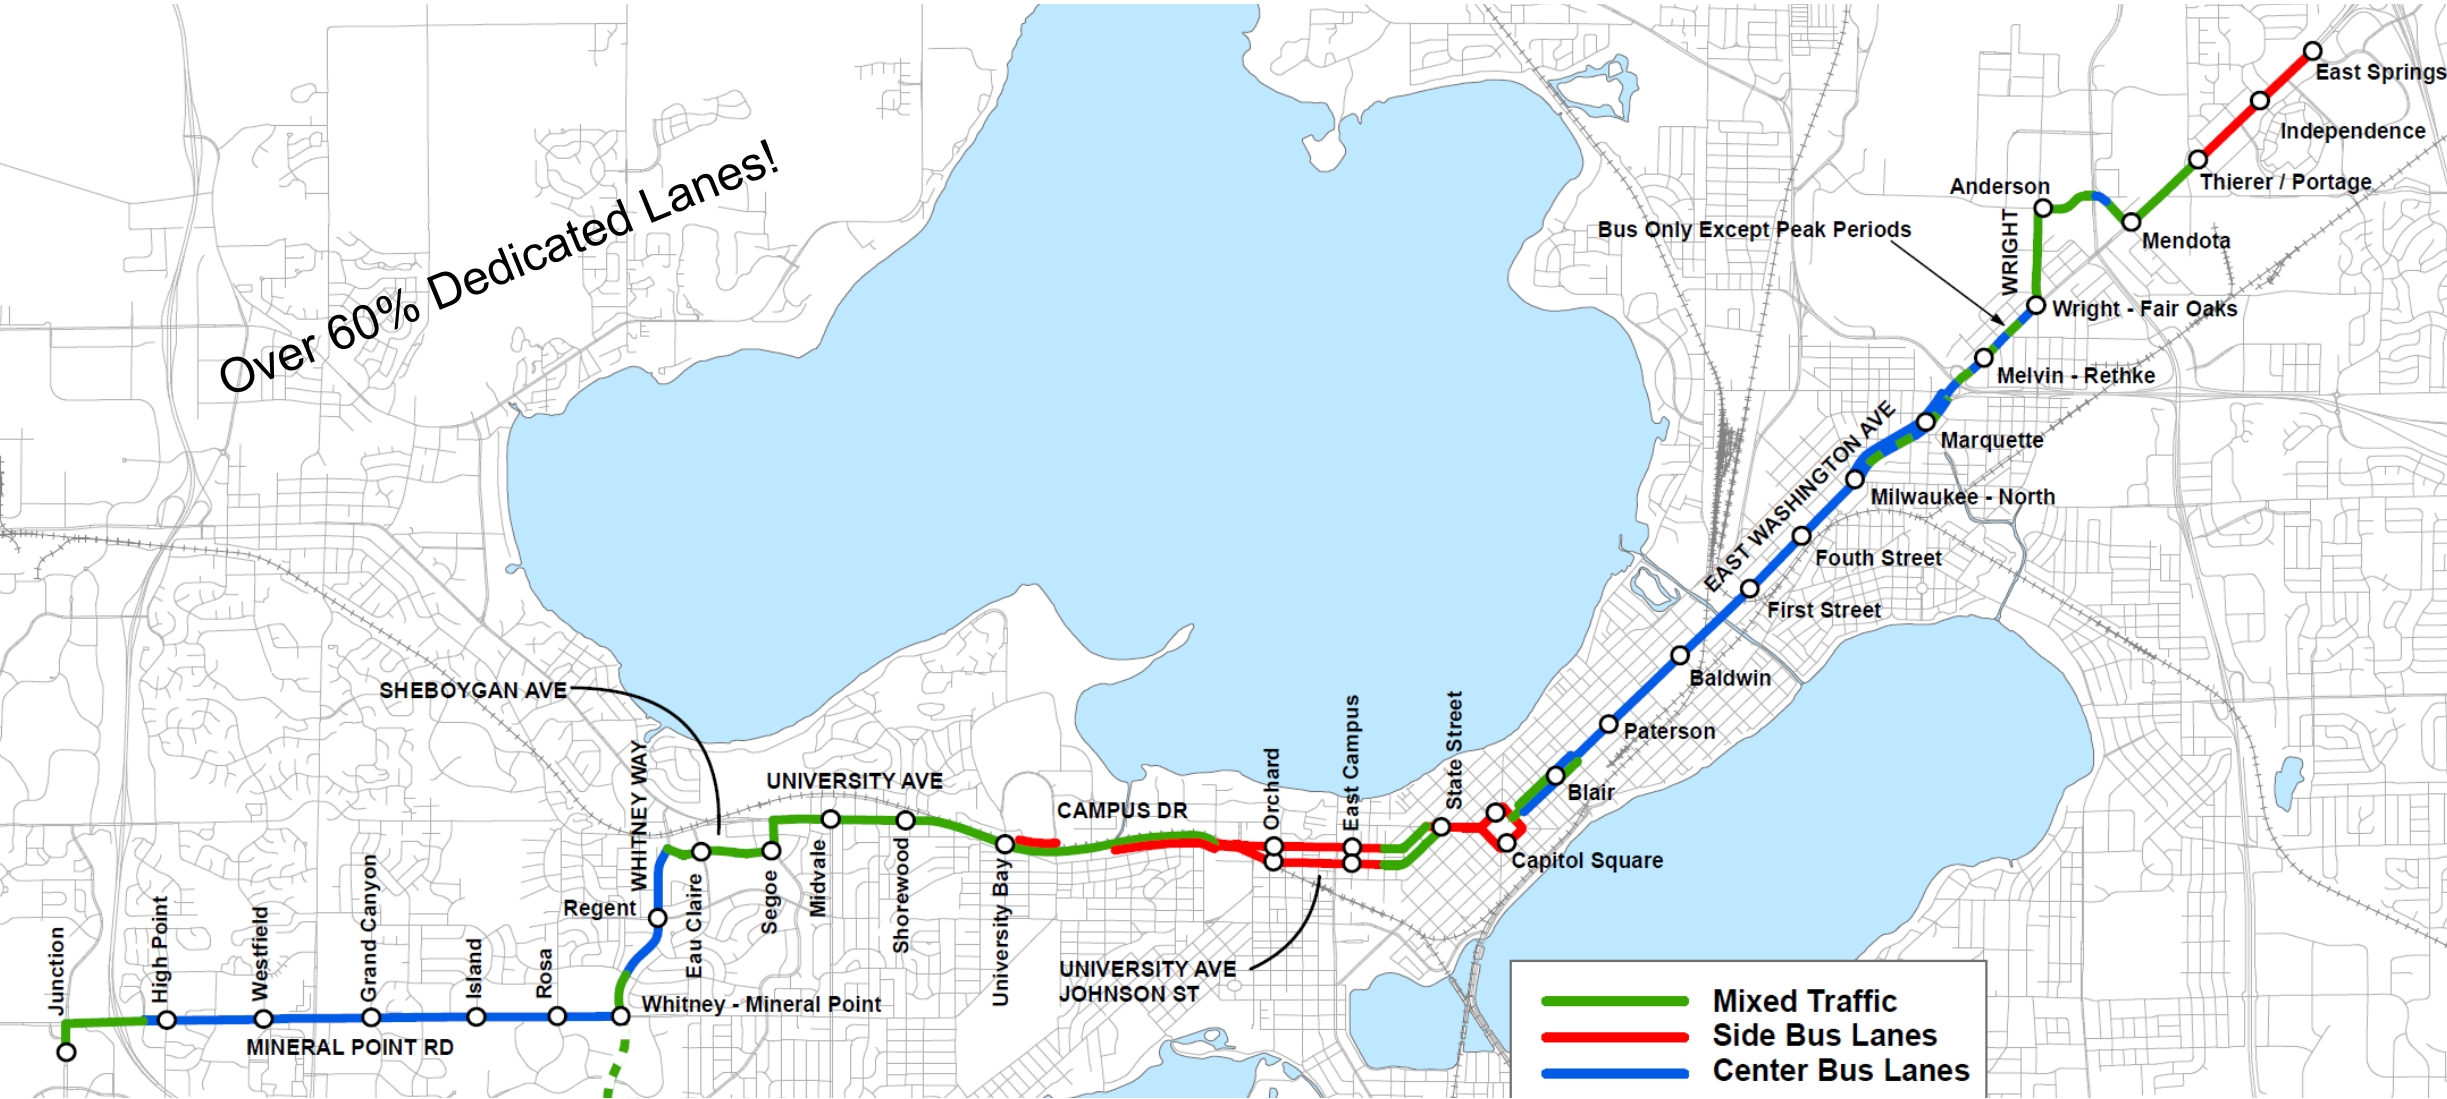 Over 60% Dedicated Lanes!
East Springs
Independence
Thierer / Portage
Anderson
Mendota
Bus Only Except Peak Periods
WRIGHT
Wright - Fair Oaks
Melvin - Rethke
Marquette
EAST WASHINGTON AVE
Milwaukee - North
Fouth Street
First Street
Baldwin
Paterson
Blair
Capitol Square
State Street
East Campus
Orchard
CAMPUS DR
UNIVERSITY AVE
JOHNSON ST
University Bay
Shorewood
Midvale
UNIVERSITY AVE
Segoe
Eau Claire
SHEBOYGAN AVE
WHITNEY WAY
Regent
Whitney - Mineral Point
Rosa
Island
Grand Canyon
Westfield
High Point
Junction
MINERAL POINT RD
Mixed Traffic
Side Bus Lanes
Center Bus Lanes